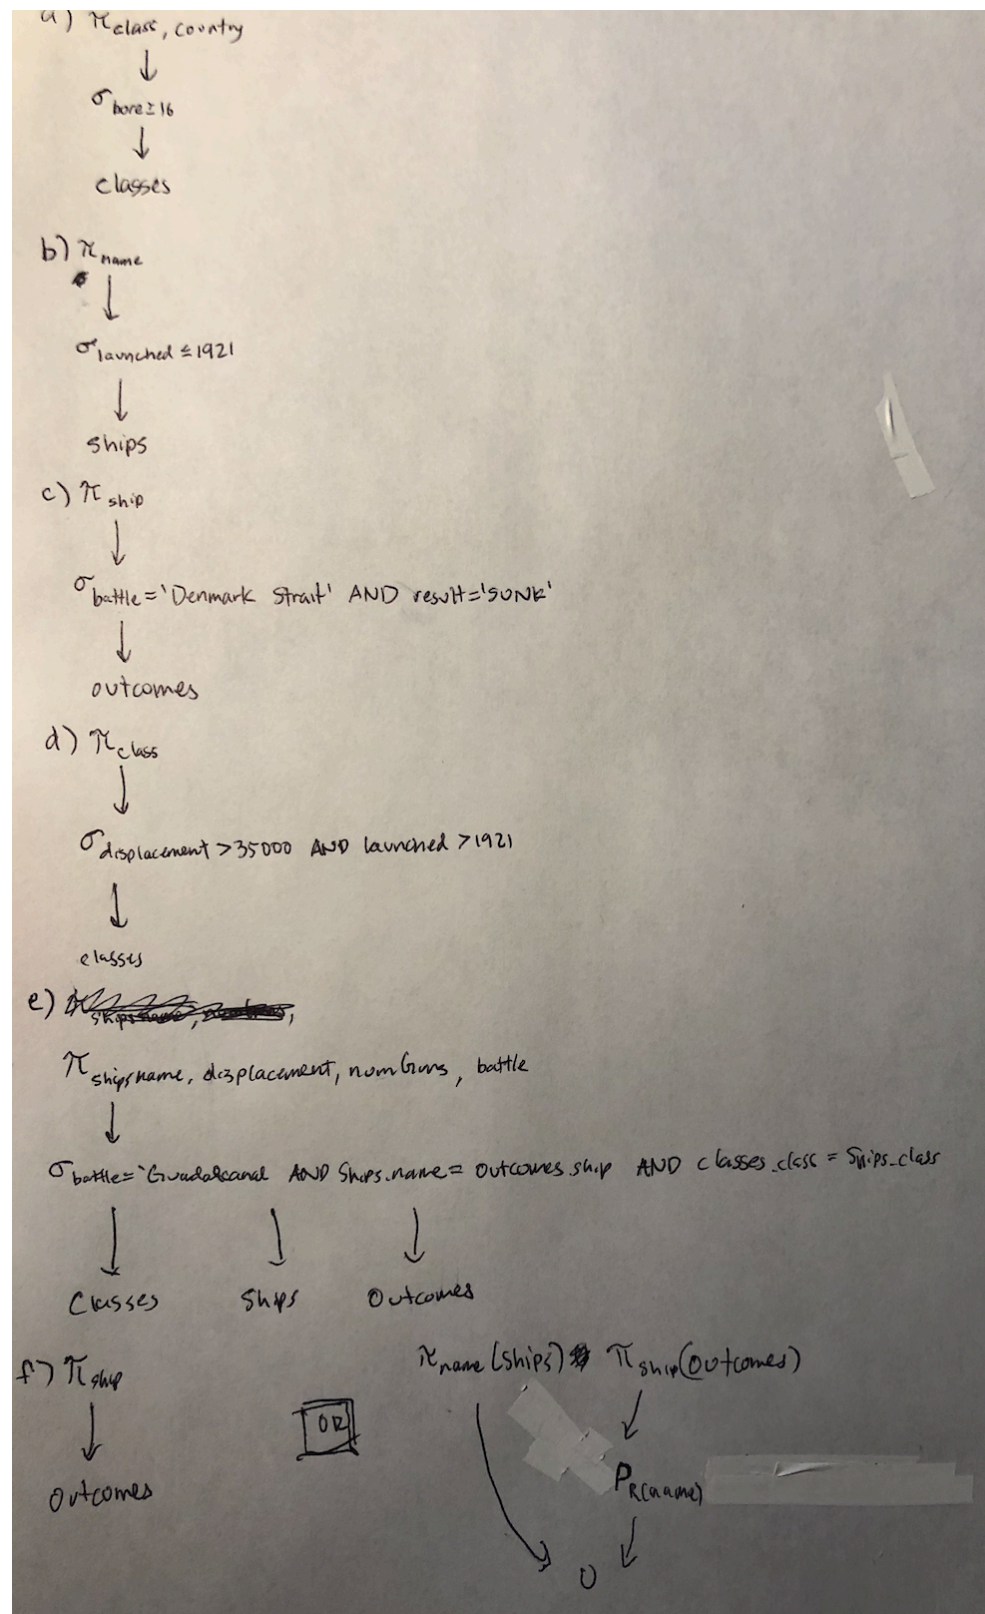 a) π class, country
↓
σ bore ≥ 16
↓
classes
b) π name
↓
σ launched ≤ 1921
↓
ships
c) π ship
↓
σ battle = 'Denmark Strait' AND result = 'SUNK'
↓
outcomes
d) π class
↓
σ displacement > 35000 AND launched > 1921
↓
classes
e)
π shipsname, displacement, numGuns, battle
↓
σ battle = 'Guadalcanal AND Ships.name = outcomes.ship AND classes.class = Ships.class
↓ ↓ ↓
Classes Ships Outcomes
f) π ship
↓
Outcomes
OR
π name (ships) π ship (outcomes)
↓
ρ R(name)
↓
U